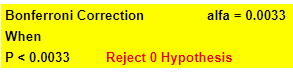 Bonferroni Correction alfa = 0.0033
When
P < 0.0033 Reject 0 Hypothesis